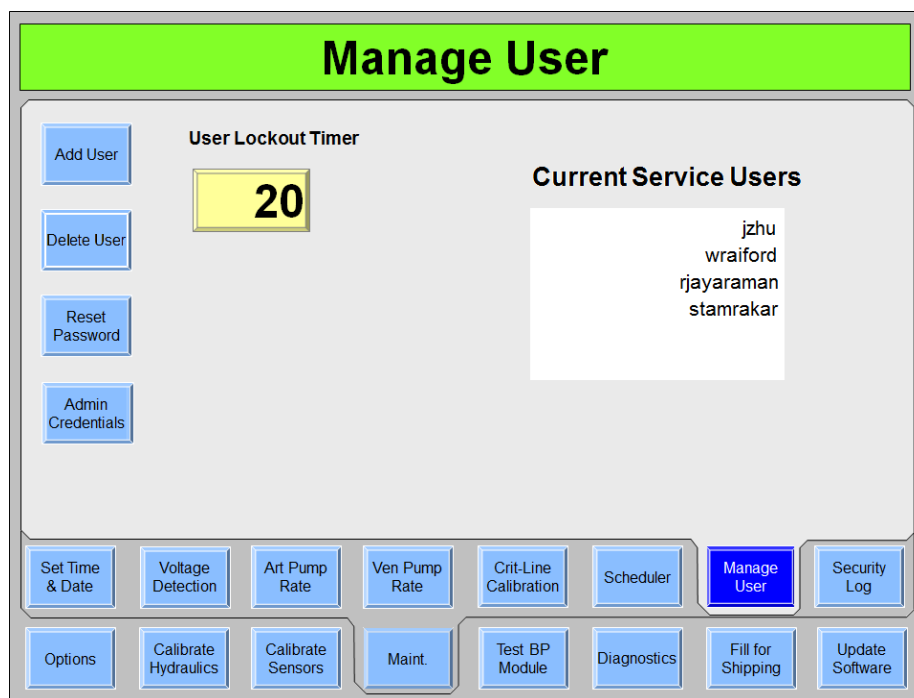 Manage User
Add User
User Lockout Timer
20
Current Service Users
jzhu
wraiford
rjayaraman
stamrakar
Delete User
Reset
Password
Admin
Credentials
Set Time
& Date
Voltage
Detection
Art Pump
Rate
Ven Pump
Rate
Crit-Line
Calibration
Scheduler
Manage
User
Security
Log
Options
Calibrate
Hydraulics
Calibrate
Sensors
Maint.
Test BP
Module
Diagnostics
Fill for
Shipping
Update
Software